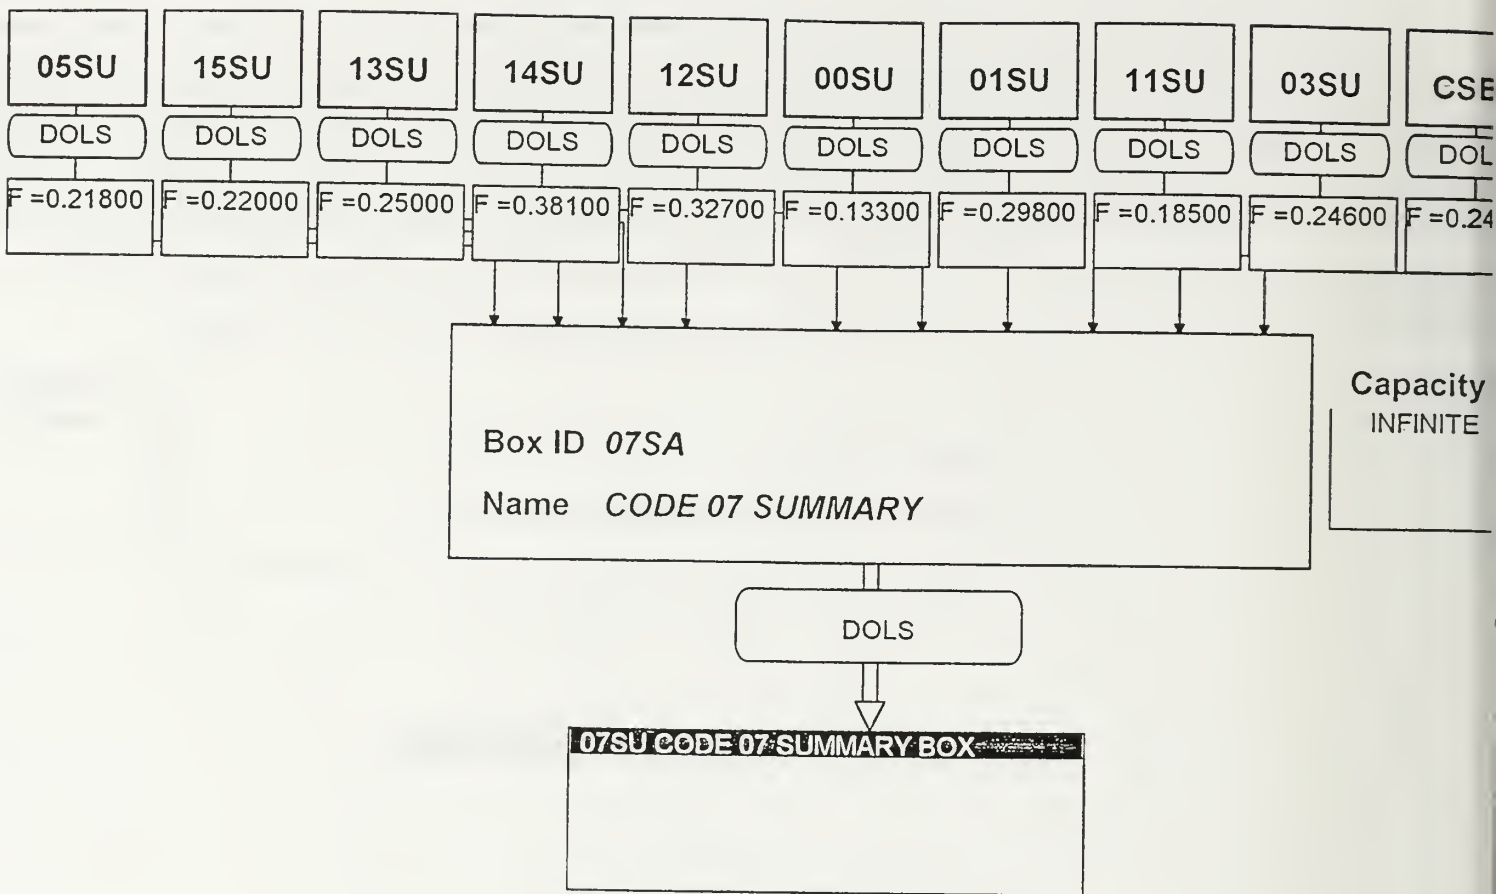 05SU 15SU 13SU 14SU 12SU 00SU 01SU 11SU 03SU
DOLS DOLS DOLS DOLS DOLS DOLS DOLS DOLS DOLS
F =0.21800 F =0.22000 F =0.25000 F =0.38100 F =0.32700 F =0.13300 F =0.29800 F =0.18500 F =0.24600 F =0.24
Capacity
INFINITE
Box ID 07SA
Name CODE 07 SUMMARY
DOLS
07SU CODE 07 SUMMARY BOX